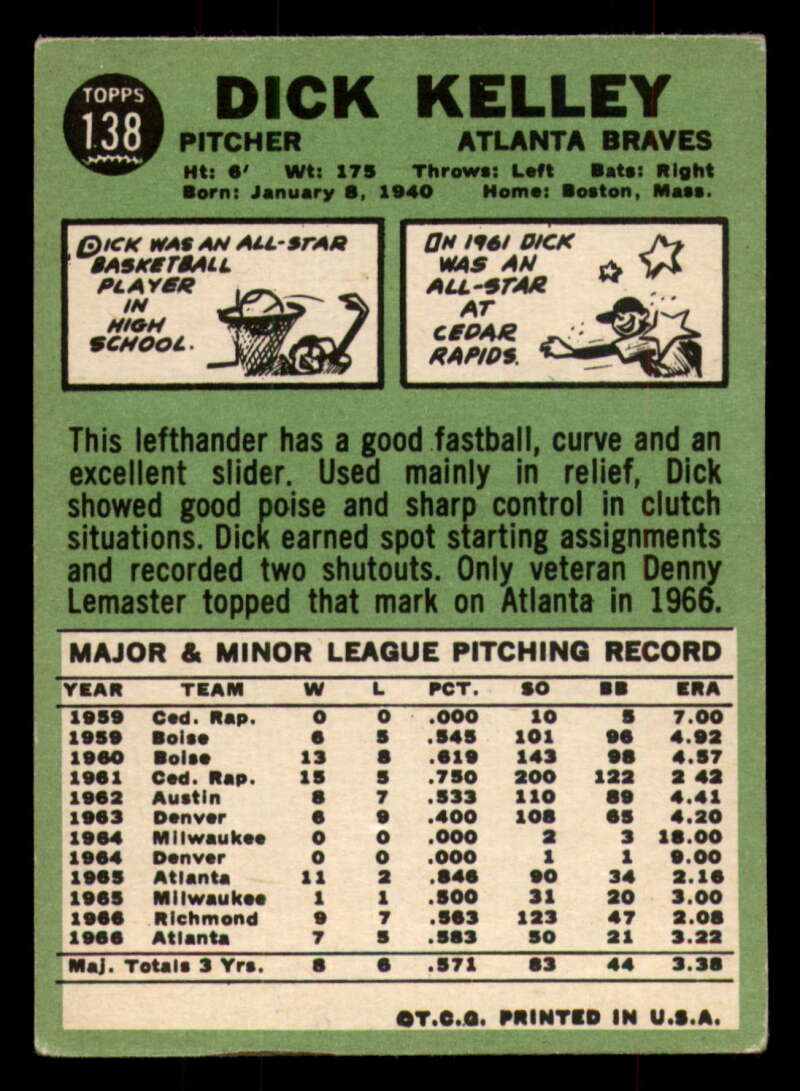 TOPPS
138
DICK KELLEY
PITCHER ATLANTA BRAVES
Ht: 6' Wt: 175 Throws: Left Bats: Right
Born: January 8, 1940 Home: Boston, Mass.
DICK WAS AN ALL-STAR
BASKETBALL
PLAYER
IN
HIGH
SCHOOL.
ON 1961 DICK
WAS AN
ALL-STAR
AT
CEDAR
RAPIDS.
This lefthander has a good fastball, curve and an
excellent slider. Used mainly in relief, Dick
showed good poise and sharp control in clutch
situations. Dick earned spot starting assignments
and recorded two shutouts. Only veteran Denny
Lemaster topped that mark on Atlanta in 1966.
MAJOR & MINOR LEAGUE PITCHING RECORD
YEAR TEAM W L PCT. SO BB ERA
1959 Ced. Rap. 0 0 .000 10 5 7.00
1959 Boise 6 5 .545 101 96 4.92
1960 Boise 13 8 .619 143 98 4.57
1961 Ced. Rap. 15 5 .750 200 122 2 42
1962 Austin 8 7 .533 110 89 4.41
1963 Denver 6 9 .400 108 65 4.20
1964 Milwaukee 0 0 .000 2 3 18.00
1964 Denver 0 0 .000 1 1 9.00
1965 Atlanta 11 2 .846 90 34 2.16
1965 Milwaukee 1 1 .500 31 20 3.00
1966 Richmond 9 7 .563 123 47 2.08
1966 Atlanta 7 5 .583 50 21 3.22
Maj. Totals 3 Yrs. 8 6 .571 83 44 3.38
©T.C.G. PRINTED IN U.S.A.